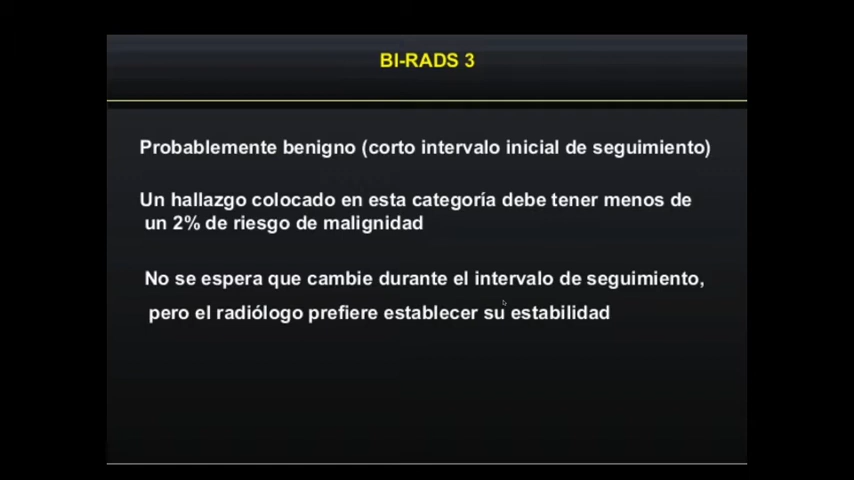 BI-RADS 3
Probablemente benigno (corto intervalo inicial de seguimiento)
Un hallazgo colocado en esta categoría debe tener menos de
un 2% de riesgo de malignidad
No se espera que cambie durante el intervalo de seguimiento,
pero el radiólogo prefiere establecer su estabilidad